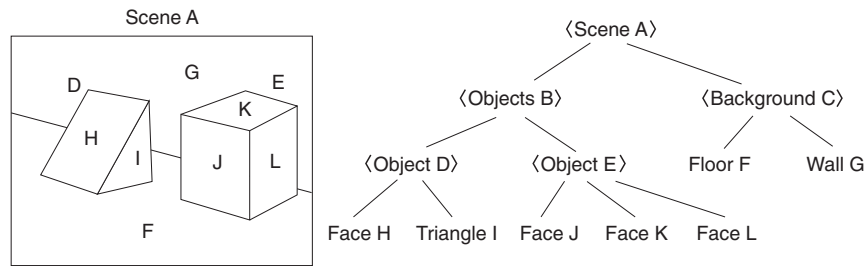 Scene A
D
G
E
K
H
I
J
L
F
⟨Scene A⟩
⟨Objects B⟩ ⟨Background C⟩
⟨Object D⟩ ⟨Object E⟩ Floor F Wall G
Face H Triangle I Face J Face K Face L